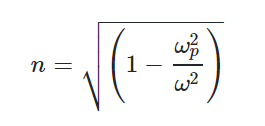 n = √(1 − ω_p²/ω²)